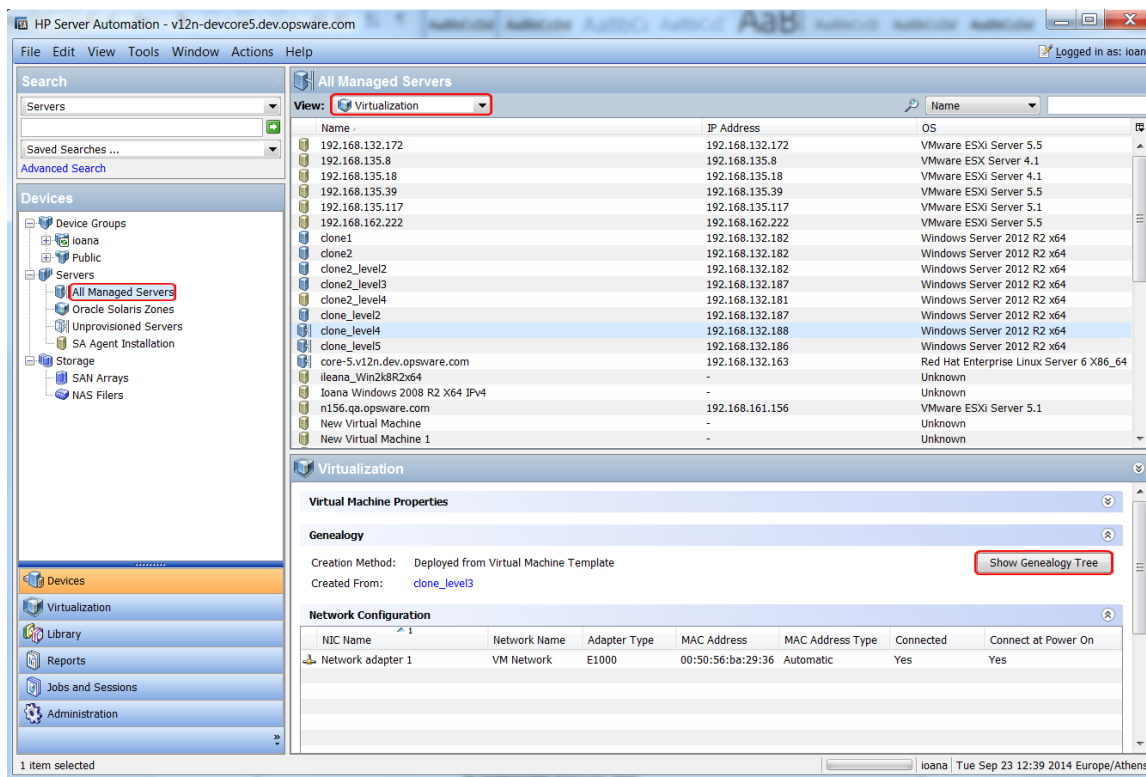 HP Server Automation - v12n-devcore5.dev.opsware.com
File Edit View Tools Window Actions Help
Logged in as: ioan
Search
Servers
Saved Searches ...
Advanced Search
Devices
Device Groups
ioana
Public
Servers
All Managed Servers
Oracle Solaris Zones
Unprovisioned Servers
SA Agent Installation
Storage
SAN Arrays
NAS Filers
Devices
Virtualization
Library
Reports
Jobs and Sessions
Administration
All Managed Servers
View: Virtualization Name
Name IP Address OS
192.168.132.172 192.168.132.172 VMware ESXi Server 5.5
192.168.135.8 192.168.135.8 VMware ESX Server 4.1
192.168.135.18 192.168.135.18 VMware ESXi Server 4.1
192.168.135.39 192.168.135.39 VMware ESXi Server 5.5
192.168.135.117 192.168.135.117 VMware ESXi Server 5.1
192.168.162.222 192.168.162.222 VMware ESXi Server 5.5
clone1 192.168.132.182 Windows Server 2012 R2 x64
clone2 192.168.132.182 Windows Server 2012 R2 x64
clone2_level2 192.168.132.182 Windows Server 2012 R2 x64
clone2_level3 192.168.132.187 Windows Server 2012 R2 x64
clone2_level4 192.168.132.181 Windows Server 2012 R2 x64
clone_level2 192.168.132.187 Windows Server 2012 R2 x64
clone_level4 192.168.132.188 Windows Server 2012 R2 x64
clone_level5 192.168.132.186 Windows Server 2012 R2 x64
core-5.v12n.dev.opsware.com 192.168.132.163 Red Hat Enterprise Linux Server 6 X86_64
ileana_Win2k8R2x64 - Unknown
Ioana Windows 2008 R2 X64 IPv4 - Unknown
n156.qa.opsware.com 192.168.161.156 VMware ESXi Server 5.1
New Virtual Machine - Unknown
New Virtual Machine 1 - Unknown
Virtualization
Virtual Machine Properties
Genealogy
Creation Method: Deployed from Virtual Machine Template
Show Genealogy Tree
Created From: clone_level3
Network Configuration
NIC Name 1 Network Name Adapter Type MAC Address MAC Address Type Connected Connect at Power On
Network adapter 1 VM Network E1000 00:50:56:ba:29:36 Automatic Yes Yes
1 item selected
ioana Tue Sep 23 12:39 2014 Europe/Athens